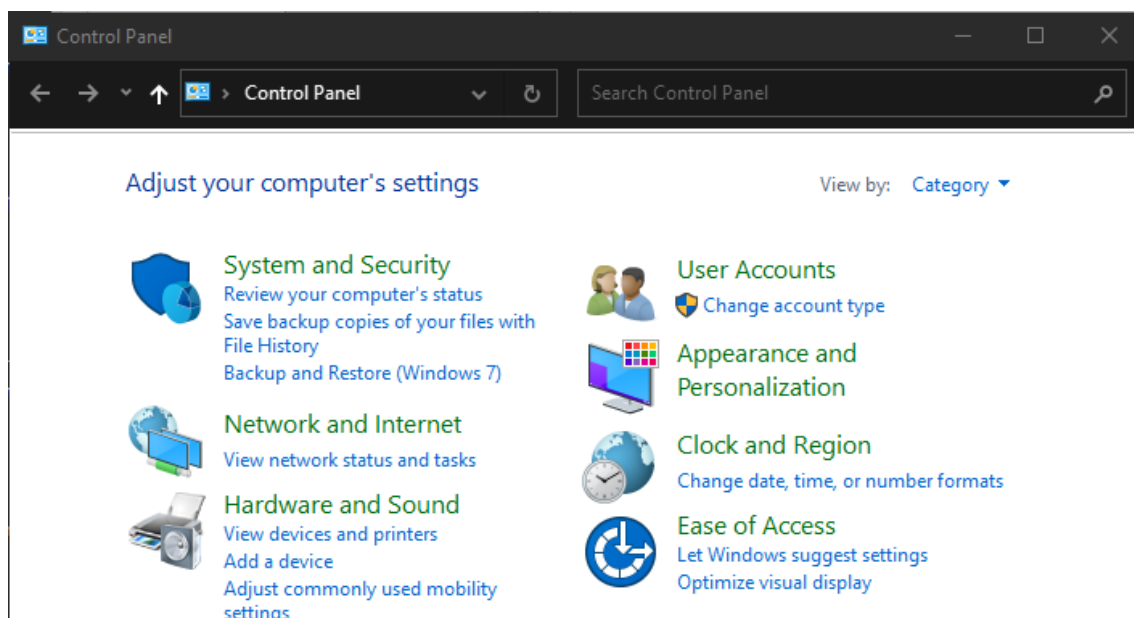 Control Panel
Control Panel
Search Control Panel
Adjust your computer's settings
View by: Category
System and Security
Review your computer's status
Save backup copies of your files with
File History
Backup and Restore (Windows 7)
Network and Internet
View network status and tasks
Hardware and Sound
View devices and printers
Add a device
Adjust commonly used mobility
settings
User Accounts
Change account type
Appearance and
Personalization
Clock and Region
Change date, time, or number formats
Ease of Access
Let Windows suggest settings
Optimize visual display